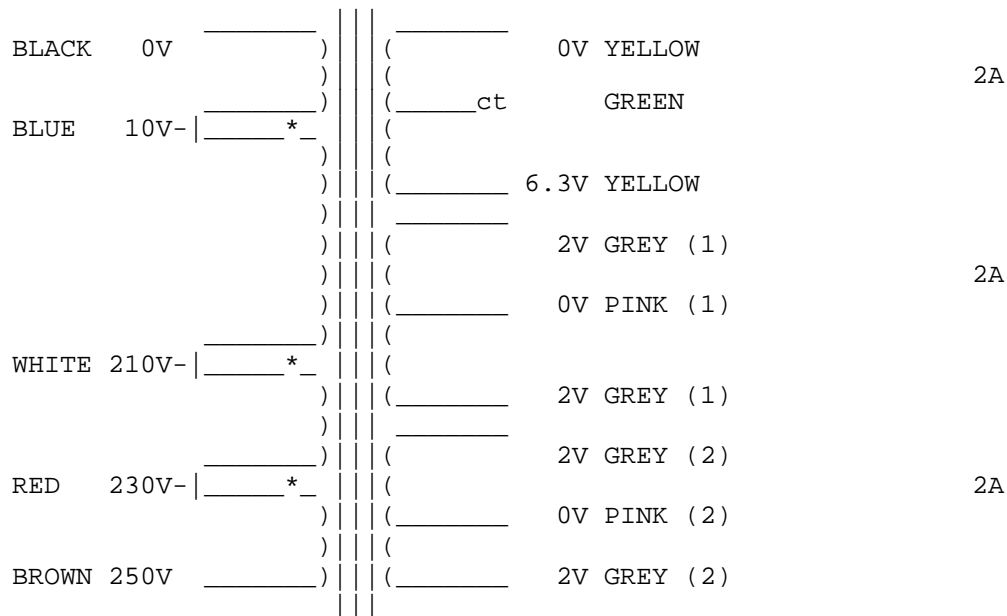 BLACK 0V 0V YELLOW
2A
ct GREEN
BLUE 10V-| *
6.3V YELLOW
2V GREY (1)
2A
0V PINK (1)
WHITE 210V-| *
2V GREY (1)
2V GREY (2)
RED 230V-| * 2A
0V PINK (2)
BROWN 250V 2V GREY (2)